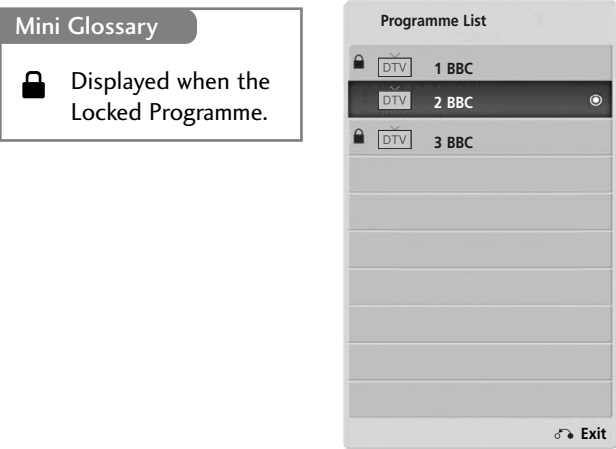 Mini Glossary
Displayed when the
Locked Programme.
Programme List
DTV 1 BBC
DTV 2 BBC
DTV 3 BBC
Exit